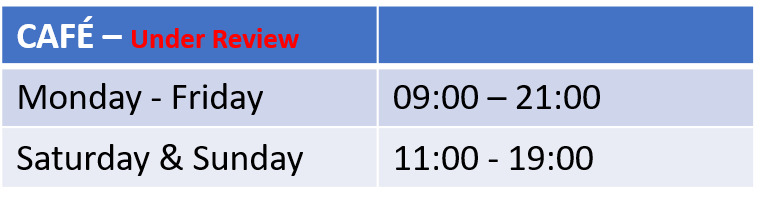 CAFÉ – Under Review
Monday - Friday 09:00 – 21:00
Saturday & Sunday 11:00 - 19:00